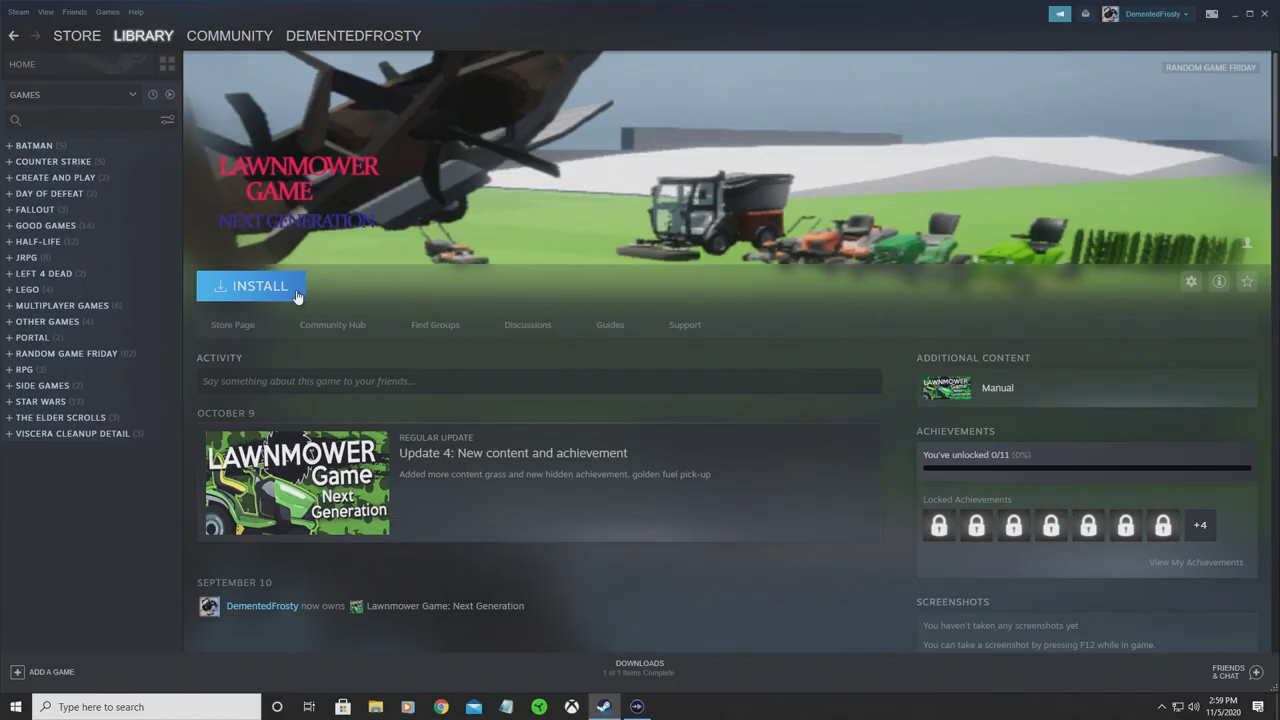 Steam View Friends Games Help
DementedFrosty
STORE LIBRARY COMMUNITY DEMENTEDFROSTY
HOME
RANDOM GAME FRIDAY
GAMES
BATMAN (5)
COUNTER STRIKE (5)
CREATE AND PLAY (2)
DAY OF DEFEAT (2)
FALLOUT (3)
GOOD GAMES (14)
HALF-LIFE (12)
JRPG (8)
LEFT 4 DEAD (2)
LEGO (4)
MULTIPLAYER GAMES (6)
OTHER GAMES (4)
PORTAL (2)
RANDOM GAME FRIDAY (62)
RPG (3)
SIDE GAMES (2)
STAR WARS (17)
THE ELDER SCROLLS (3)
VISCERA CLEANUP DETAIL (3)
LAWNMOWER
GAME
NEXT GENERATION
INSTALL
Store Page Community Hub Find Groups Discussions Guides Support
ACTIVITY
Say something about this game to your friends...
OCTOBER 9
LAWNMOWER
Game
Next
Generation
REGULAR UPDATE
Update 4: New content and achievement
Added more content grass and new hidden achievement, golden fuel pick-up
SEPTEMBER 10
DementedFrosty now owns Lawnmower Game: Next Generation
ADDITIONAL CONTENT
LAWNMOWER
Game
Manual
ACHIEVEMENTS
You've unlocked 0/11 (0%)
Locked Achievements
+4
View My Achievements
SCREENSHOTS
You haven't taken any screenshots yet
You can take a screenshot by pressing F12 while in game.
ADD A GAME
DOWNLOADS
1 of 1 Items Complete
FRIENDS
& CHAT
Type here to search
2:59 PM
11/5/2020